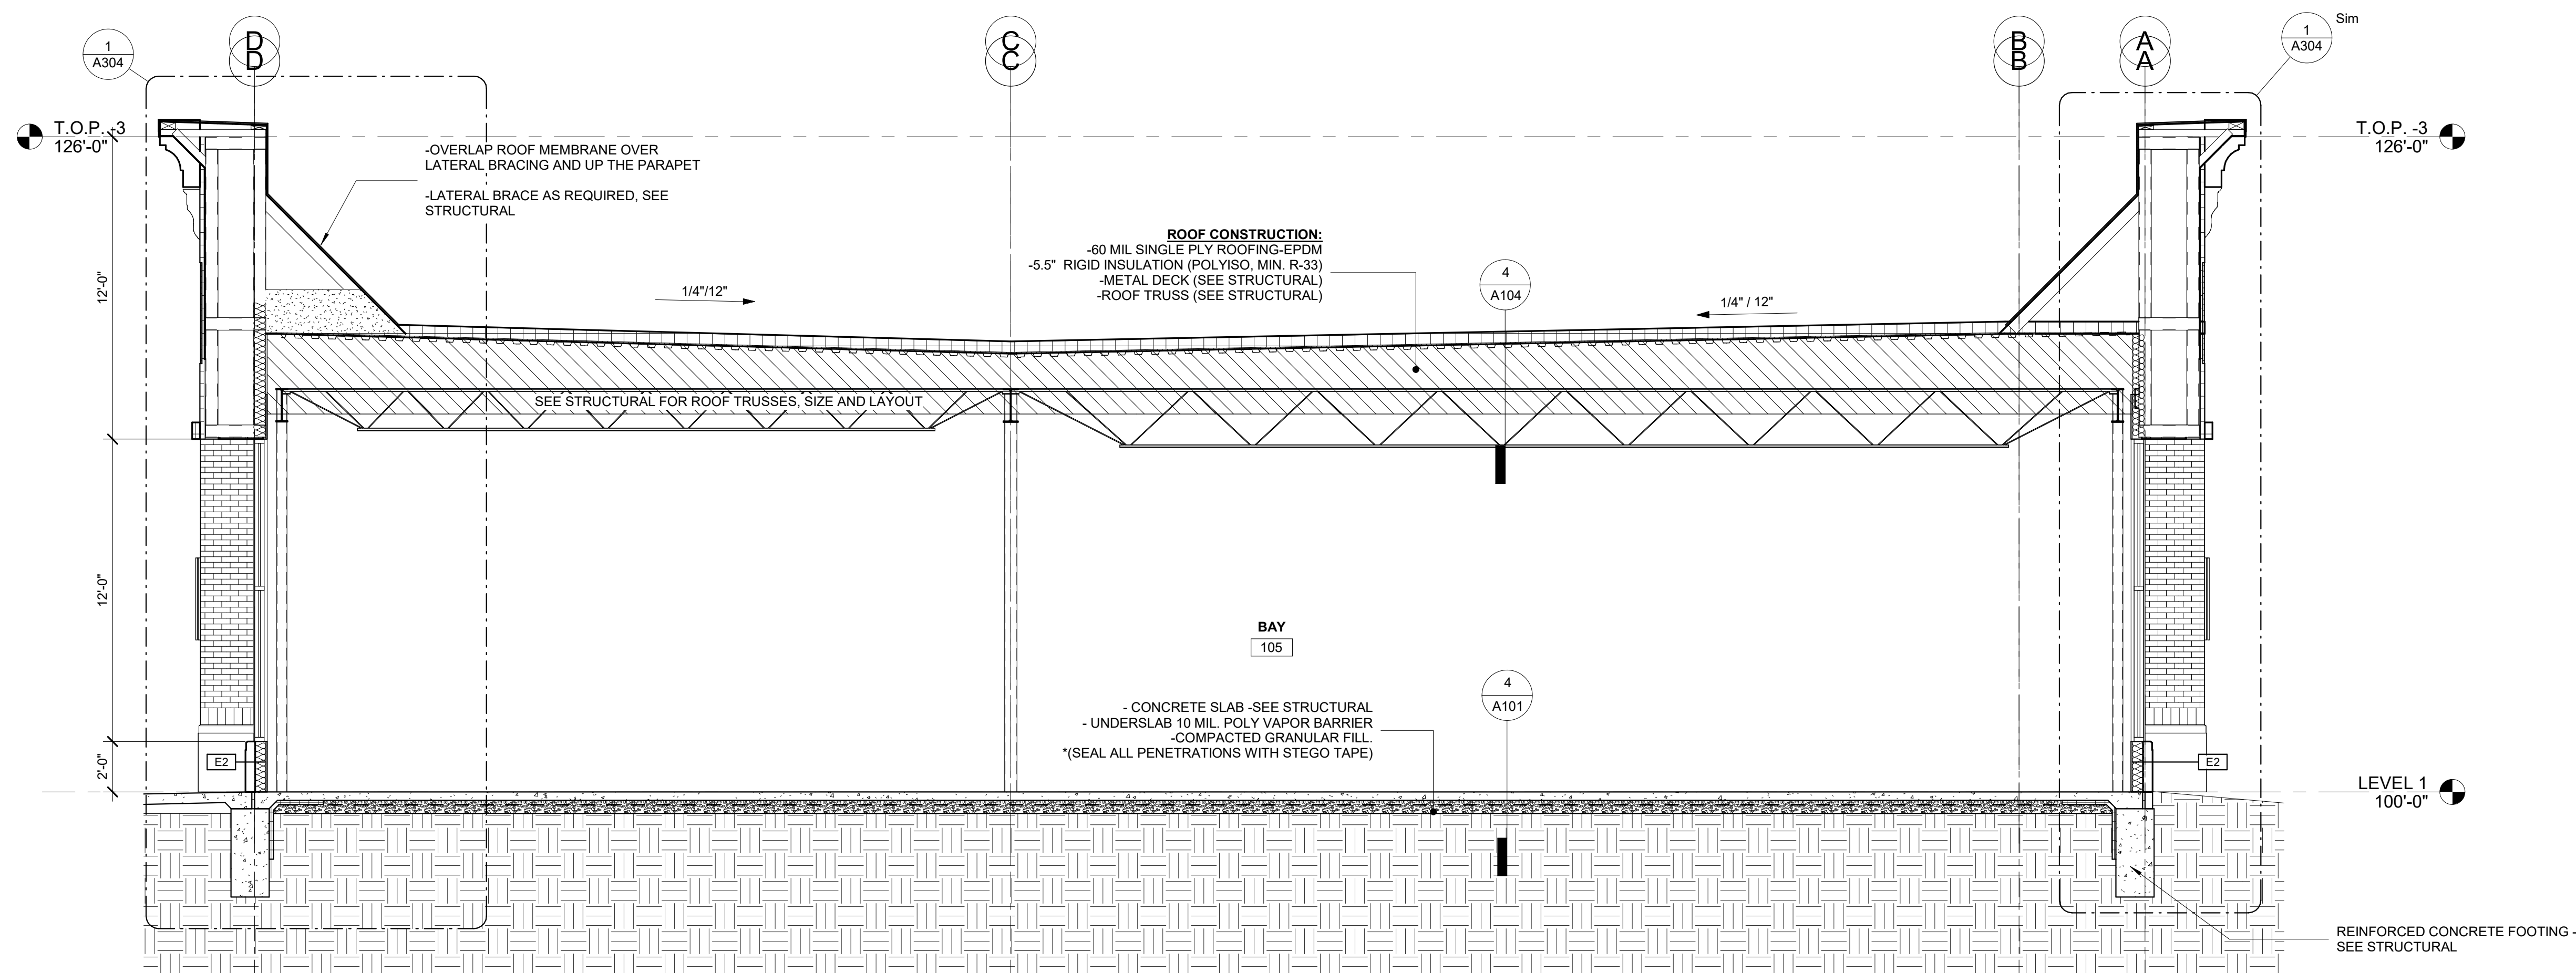 1
A304
D
D
C
C
B
B
A
A
1
A304
Sim
T.O.P. -3
126'-0"
T.O.P. -3
126'-0"
-OVERLAP ROOF MEMBRANE OVER
LATERAL BRACING AND UP THE PARAPET
-LATERAL BRACE AS REQUIRED, SEE
STRUCTURAL
ROOF CONSTRUCTION:
-60 MIL SINGLE PLY ROOFING-EPDM
-5.5" RIGID INSULATION (POLYISO, MIN. R-33)
-METAL DECK (SEE STRUCTURAL)
-ROOF TRUSS (SEE STRUCTURAL)
4
A104
12'-0"
1/4"/12"
1/4" / 12"
SEE STRUCTURAL FOR ROOF TRUSSES, SIZE AND LAYOUT
12'-0"
BAY
105
4
A101
- CONCRETE SLAB -SEE STRUCTURAL
- UNDERSLAB 10 MIL. POLY VAPOR BARRIER
-COMPACTED GRANULAR FILL.
*(SEAL ALL PENETRATIONS WITH STEGO TAPE)
2'-0"
E2
E2
LEVEL 1
100'-0"
REINFORCED CONCRETE FOOTING -
SEE STRUCTURAL